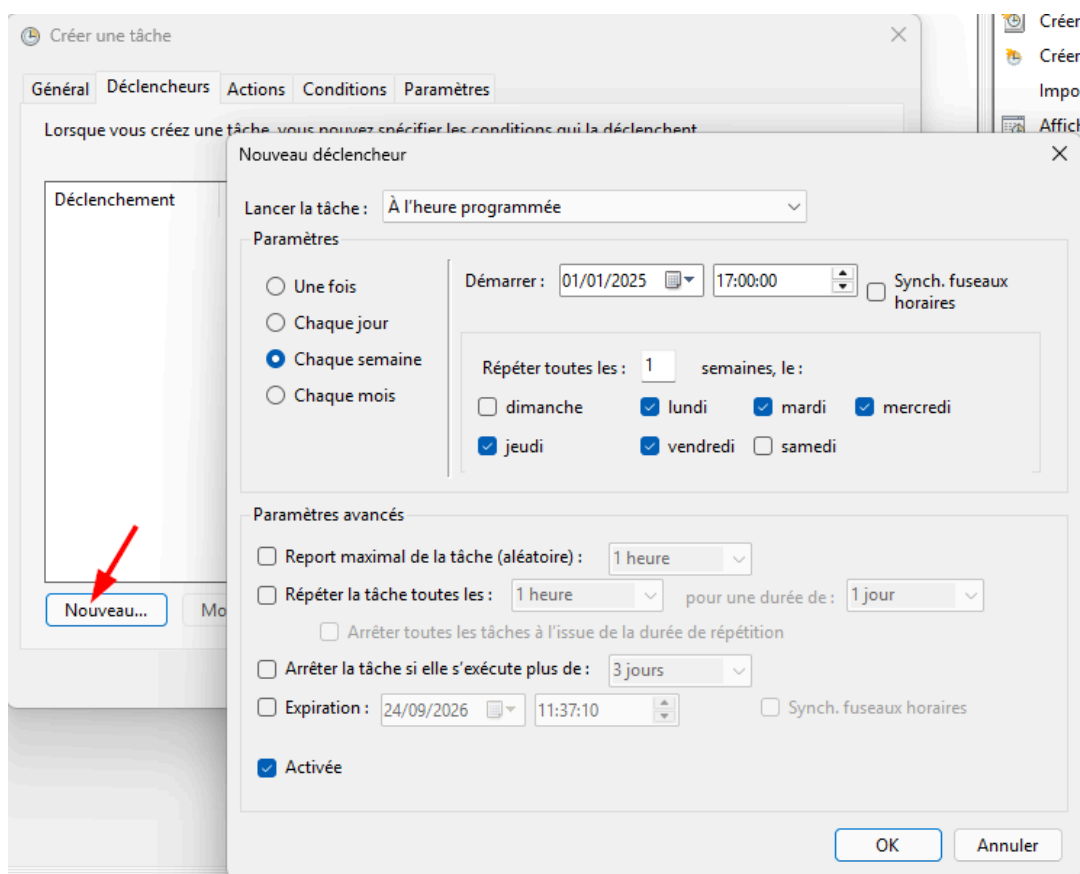 Créer une tâche
Créer
Créer
Impo
Affich
Général Déclencheurs Actions Conditions Paramètres
Lorsque vous créez une tâche, vous pouvez spécifier les conditions qui la déclenchent.
Nouveau déclencheur
Déclenchement
Lancer la tâche : À l'heure programmée
Paramètres
Une fois
Chaque jour
Chaque semaine
Chaque mois
Démarrer : 01/01/2025 17:00:00 Synch. fuseaux
horaires
Répéter toutes les : 1 semaines, le :
dimanche lundi mardi mercredi
jeudi vendredi samedi
Paramètres avancés
Report maximal de la tâche (aléatoire) : 1 heure
Répéter la tâche toutes les : 1 heure pour une durée de : 1 jour
Arrêter toutes les tâches à l'issue de la durée de répétition
Arrêter la tâche si elle s'exécute plus de : 3 jours
Expiration : 24/09/2026 11:37:10 Synch. fuseaux horaires
Activée
Nouveau... Mo
OK Annuler